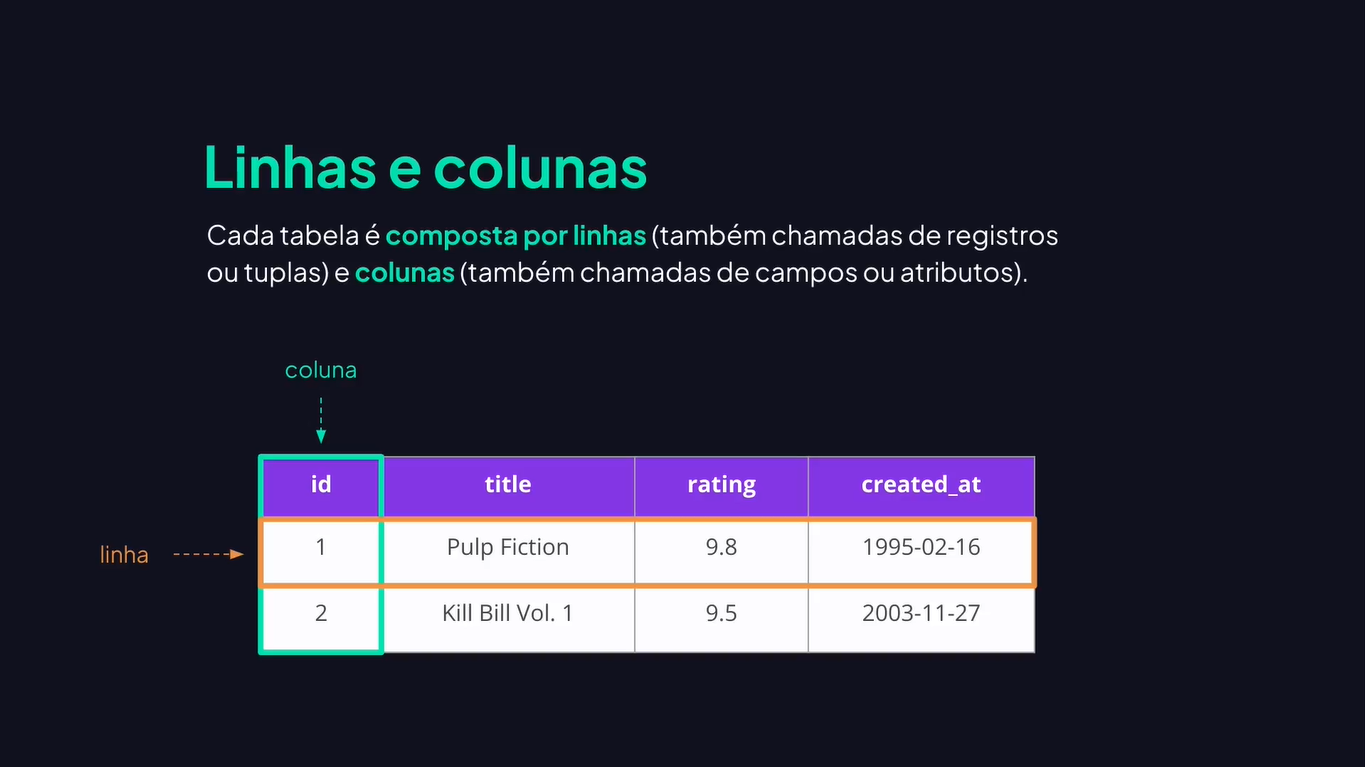 Linhas e colunas
Cada tabela é composta por linhas (também chamadas de registros
ou tuplas) e colunas (também chamadas de campos ou atributos).
coluna
id title rating created_at
linha
1 Pulp Fiction 9.8 1995-02-16
2 Kill Bill Vol. 1 9.5 2003-11-27